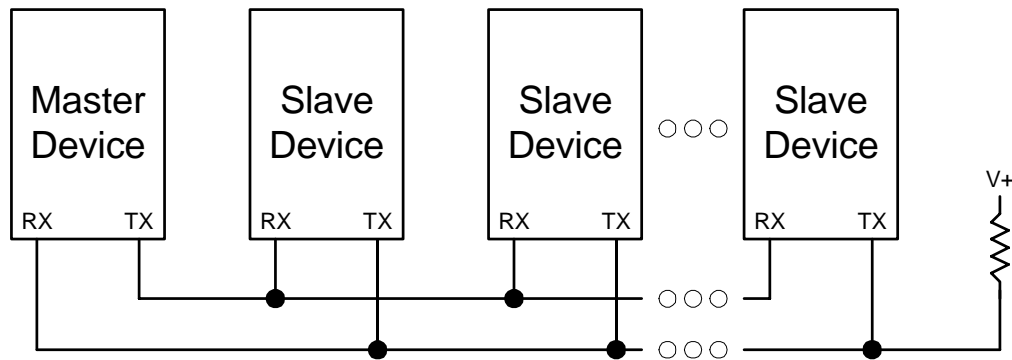 Master
Device
Slave
Device
Slave
Device
Slave
Device
RX TX
RX TX
RX TX
RX TX
V+